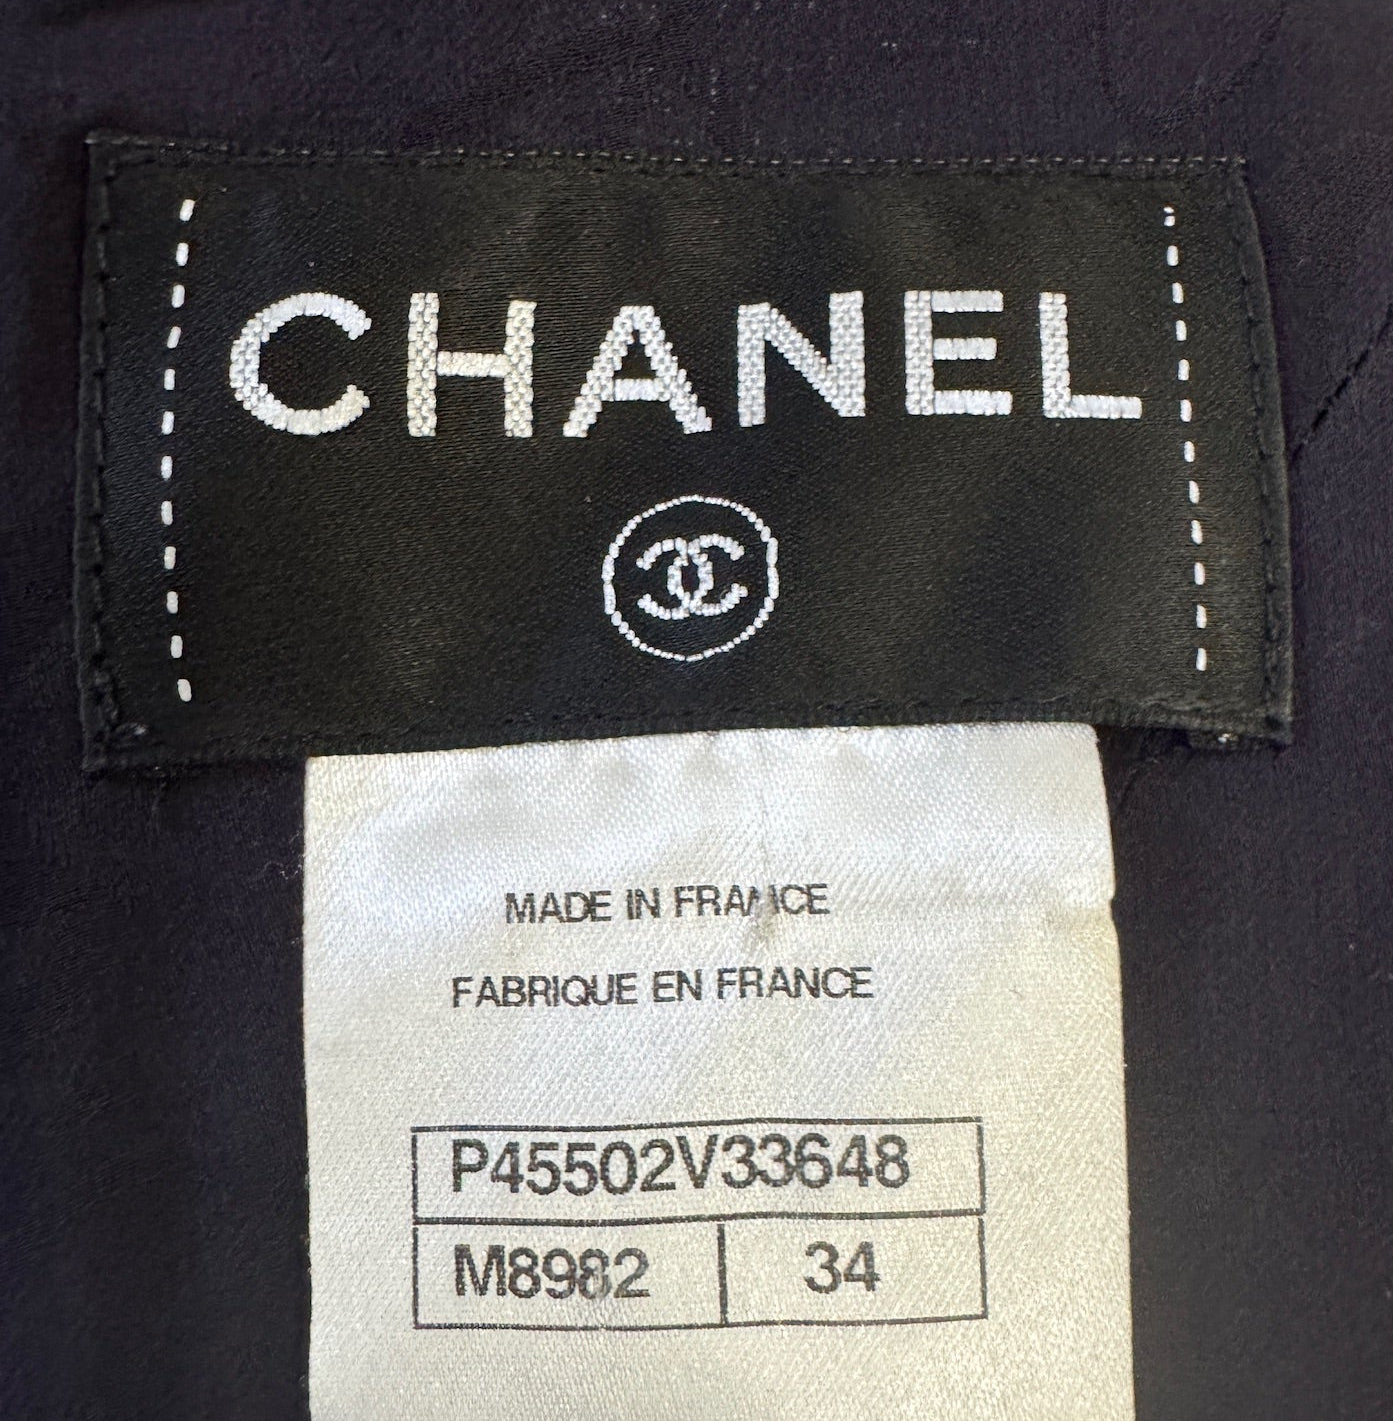 CHANEL
MADE IN FRANCE
FABRIQUE EN FRANCE
P45502V33648
M8982 34